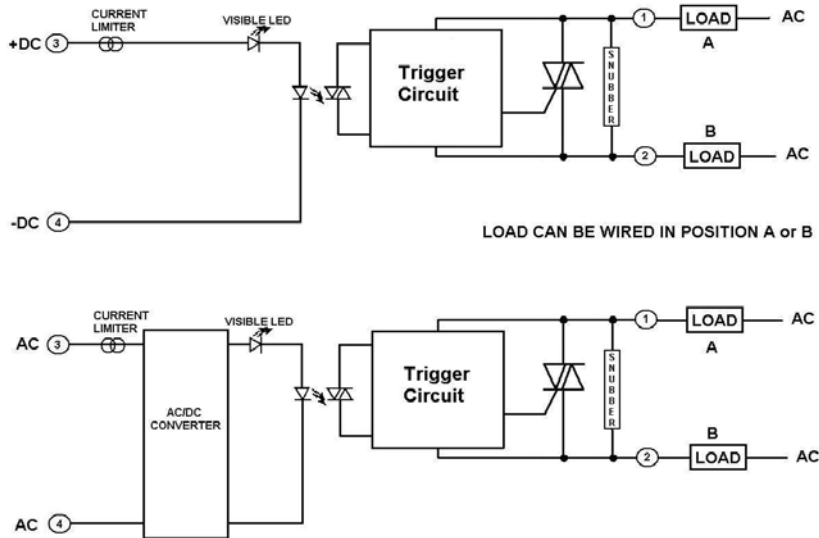 CURRENT
LIMITER
VISIBLE LED
+DC 3
Trigger
Circuit
SNUBBER
1 LOAD AC
A
B
2 LOAD AC
-DC 4
LOAD CAN BE WIRED IN POSITION A or B
CURRENT
LIMITER
VISIBLE LED
AC 3
AC/DC
CONVERTER
Trigger
Circuit
SNUBBER
1 LOAD AC
A
B
2 LOAD AC
AC 4